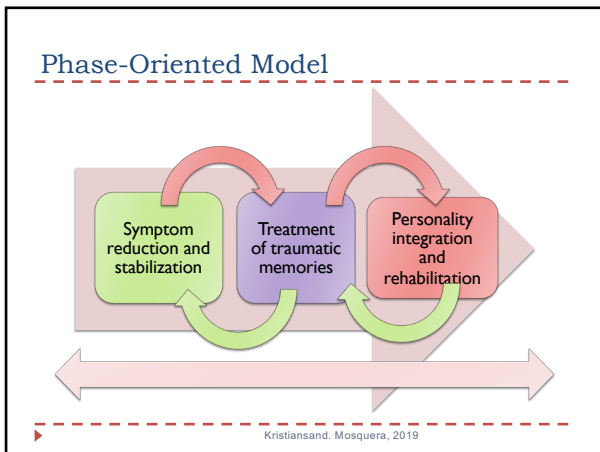 Phase-Oriented Model
Symptom
reduction and
stabilization
Treatment
of traumatic
memories
Personality
integration
and
rehabilitation
Kristiansand. Mosquera, 2019